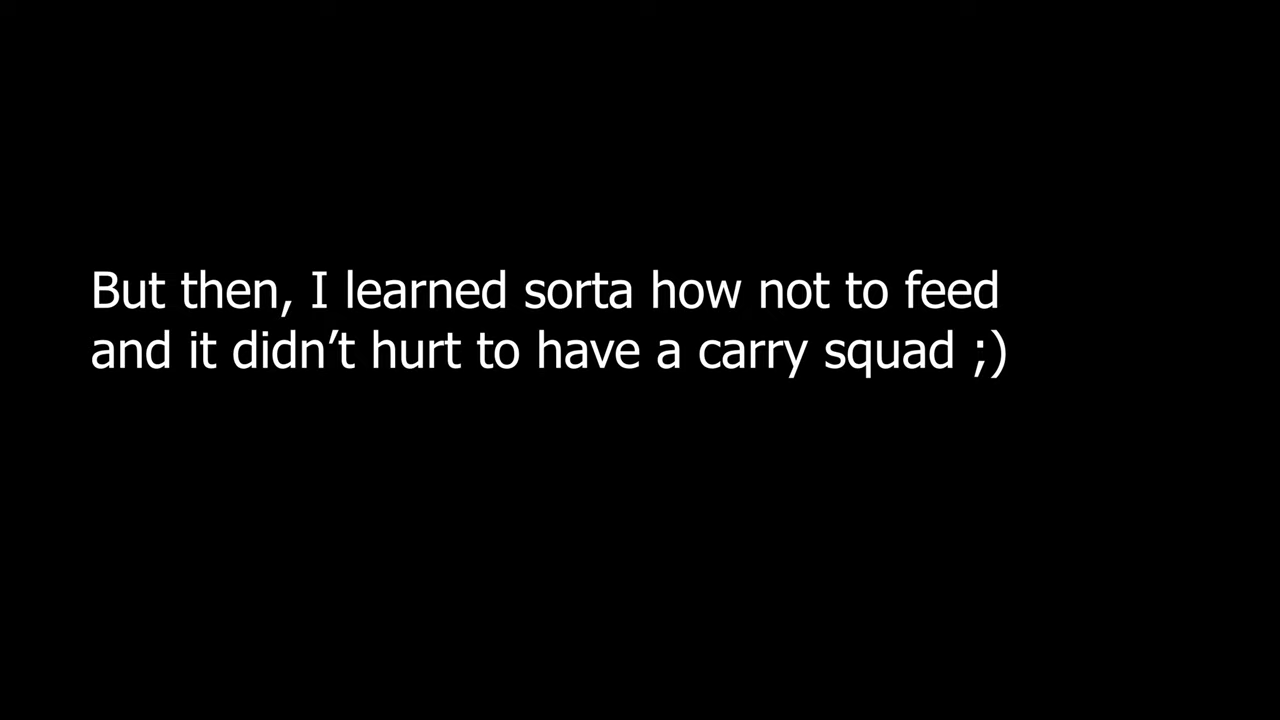 But then, I learned sorta how not to feed
and it didn’t hurt to have a carry squad ;)